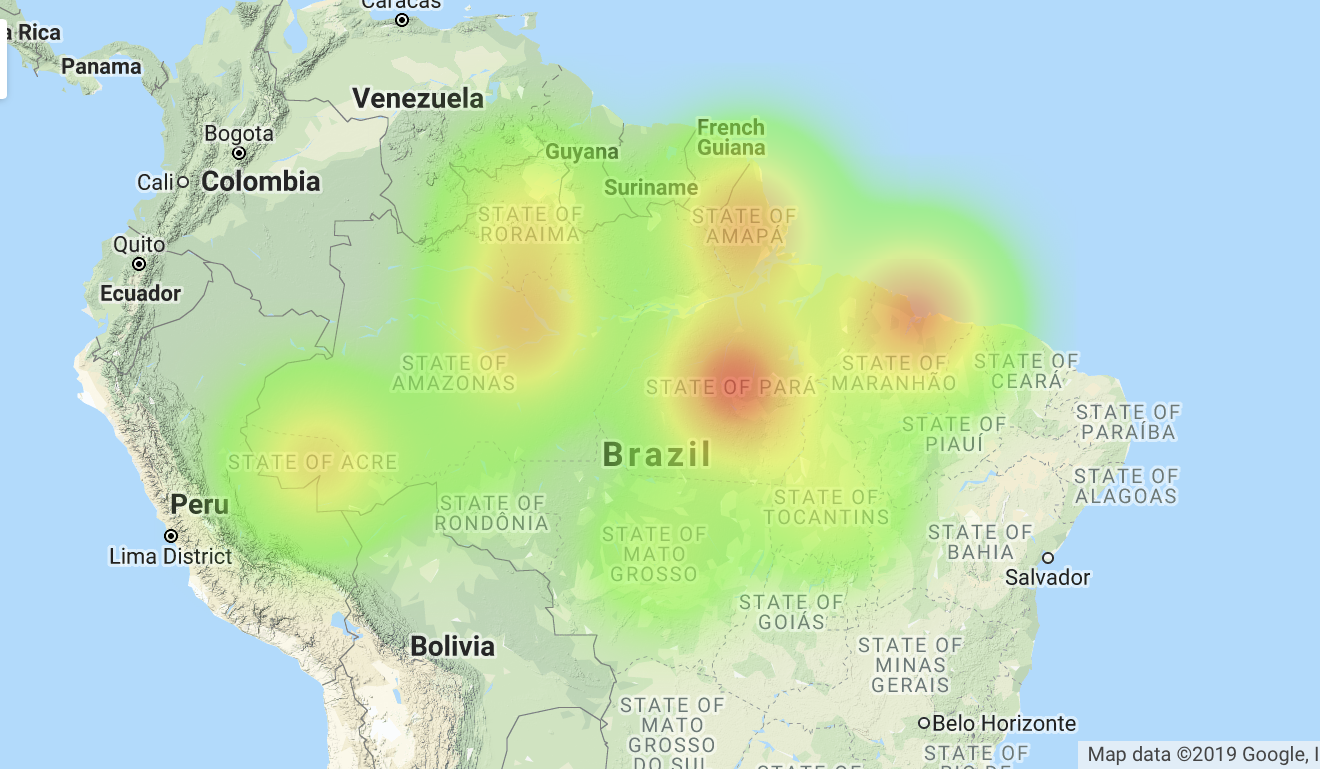 Caracas
a Rica
Panama
Venezuela
Bogota
French
Guiana
Guyana
Cali
Colombia
Suriname
STATE OF
RORAIMA
STATE OF
AMAPÁ
Quito
Ecuador
STATE OF
AMAZONAS
STATE OF PARÁ
STATE OF
MARANHÃO
STATE OF
CEARÁ
STATE OF
PARAÍBA
STATE OF
PIAUÍ
Brazil
STATE OF ACRE
STATE OF
ALAGOAS
Peru
STATE OF
RONDÔNIA
STATE OF
TOCANTINS
Lima District
STATE OF
MATO
GROSSO
STATE OF
BAHIA
Salvador
STATE OF
GOIÁS
Bolivia
STATE OF
MINAS
GERAIS
STATE OF
MATO
GROSSO
DO SUL
Belo Horizonte
STATE OF
RIO DE
STATE OF
Map data ©2019 Google, I